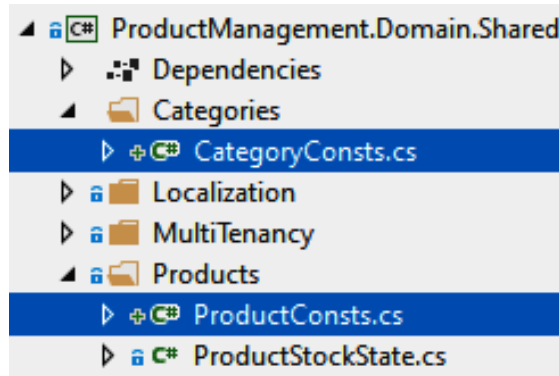 C# ProductManagement.Domain.Shared
Dependencies
Categories
C# CategoryConsts.cs
Localization
MultiTenancy
Products
C# ProductConsts.cs
C# ProductStockState.cs